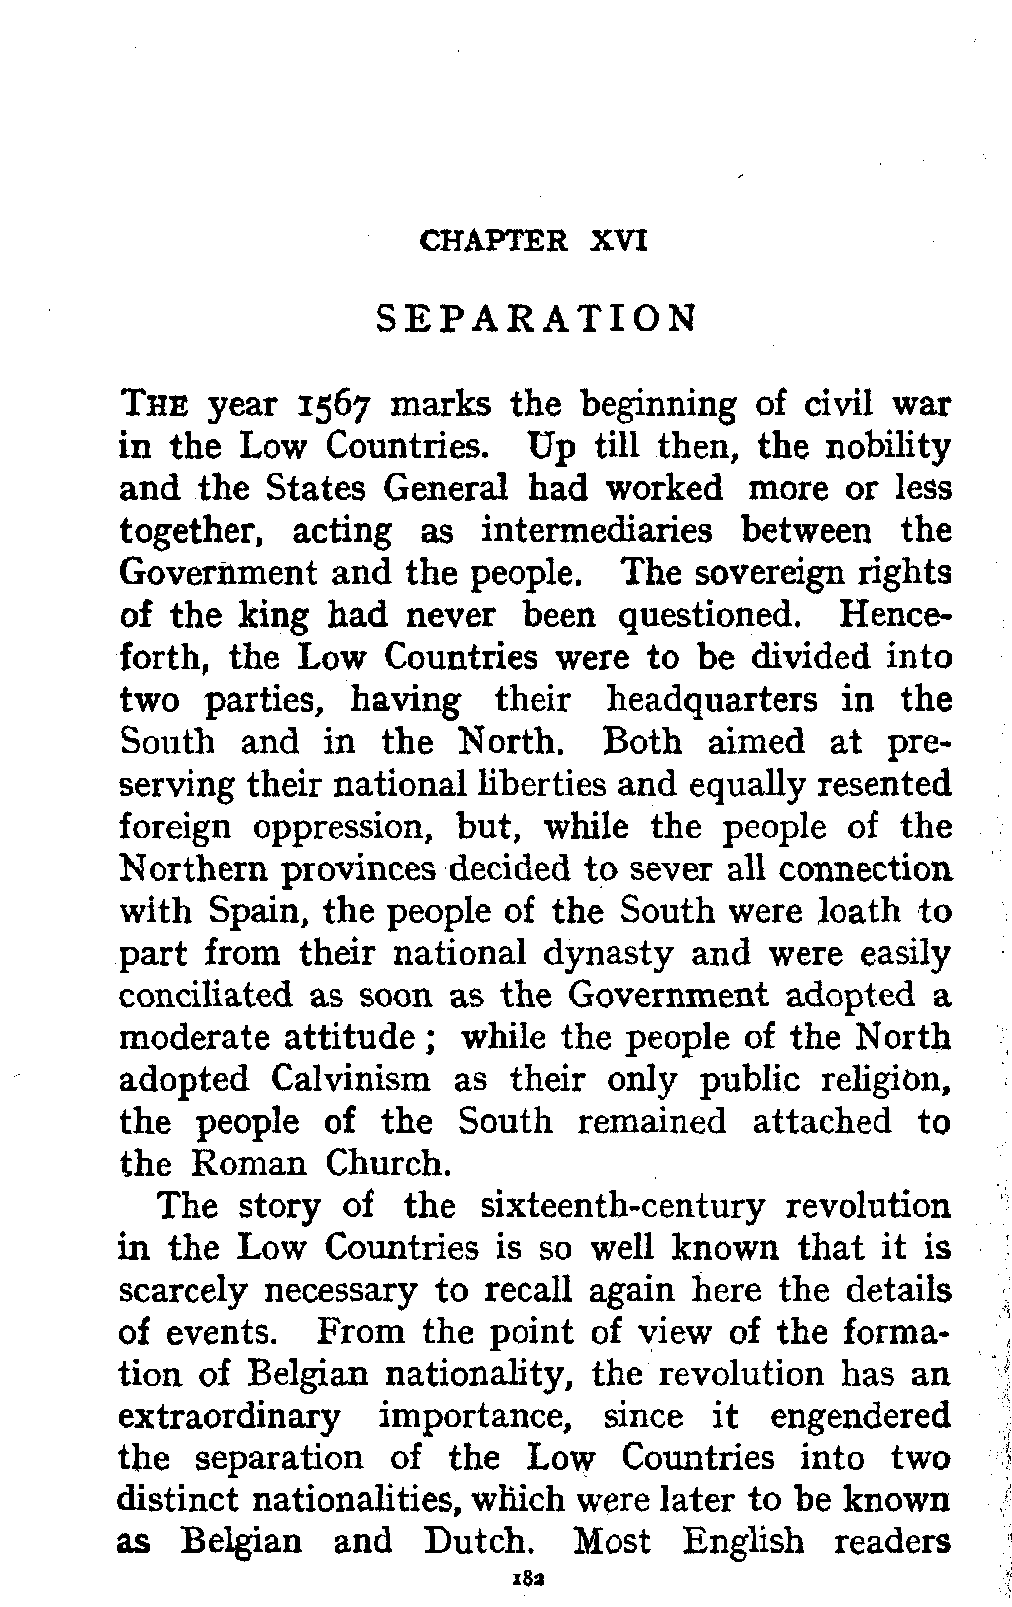 CHAPTER XVI
SEPARATION
THE year 1567 marks the beginning of civil war
in the Low Countries. Up till then, the nobility
and the States General had worked more or less
together, acting as intermediaries between the
Government and the people. The sovereign rights
of the king had never been questioned. Hence-
forth, the Low Countries were to be divided into
two parties, having their headquarters in the
South and in the North. Both aimed at pre-
serving their national liberties and equally resented
foreign oppression, but, while the people of the
Northern provinces decided to sever all connection
with Spain, the people of the South were loath to
part from their national dynasty and were easily
conciliated as soon as the Government adopted a
moderate attitude ; while the people of the North
adopted Calvinism as their only public religion,
the people of the South remained attached to
the Roman Church.
The story of the sixteenth-century revolution
in the Low Countries is so well known that it is
scarcely necessary to recall again here the details
of events. From the point of view of the forma-
tion of Belgian nationality, the revolution has an
extraordinary importance, since it engendered
the separation of the Low Countries into two
distinct nationalities, which were later to be known
as Belgian and Dutch. Most English readers
182